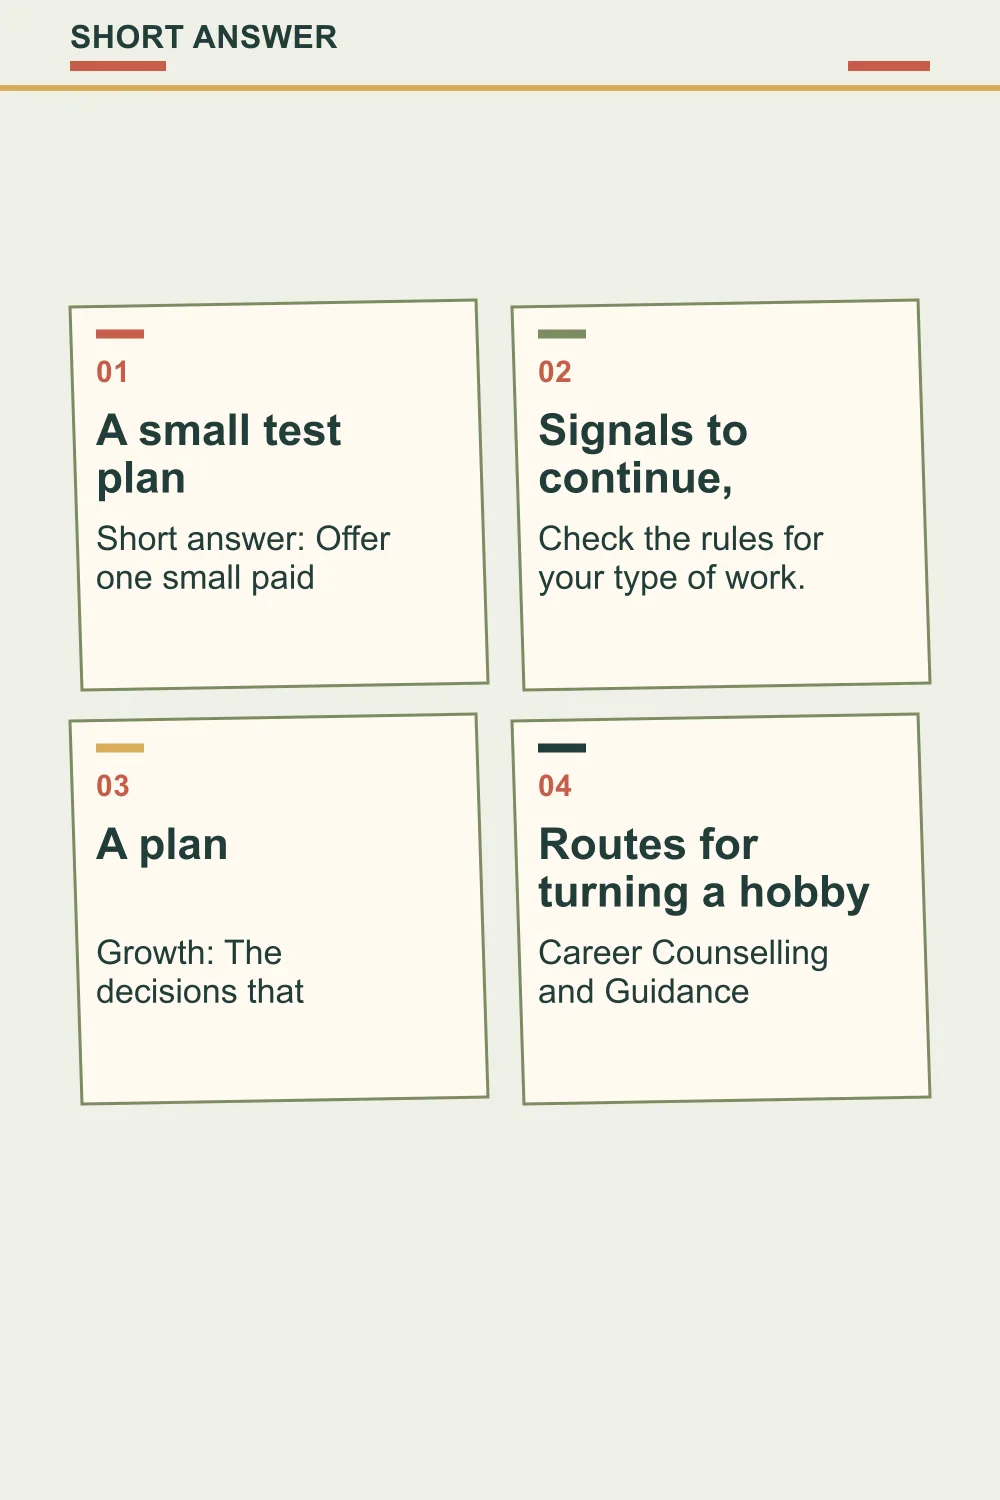 SHORT ANSWER
01
A small test
plan
Short answer: Offer
one small paid
02
Signals to
continue,
Check the rules for
your type of work.
03
A plan
Growth: The
decisions that
04
Routes for
turning a hobby
Career Counselling
and Guidance